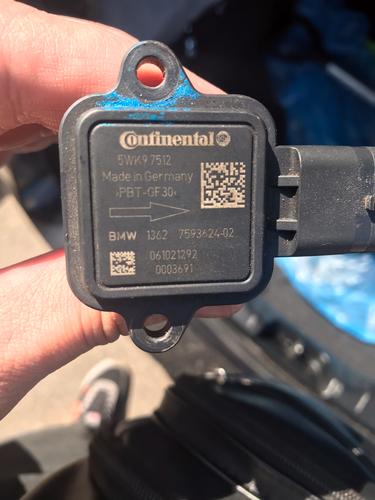 Continental
5WK9 7512
Made in Germany
›PBT-GF30‹
BMW 1362 7593624-02
061021292
0003691